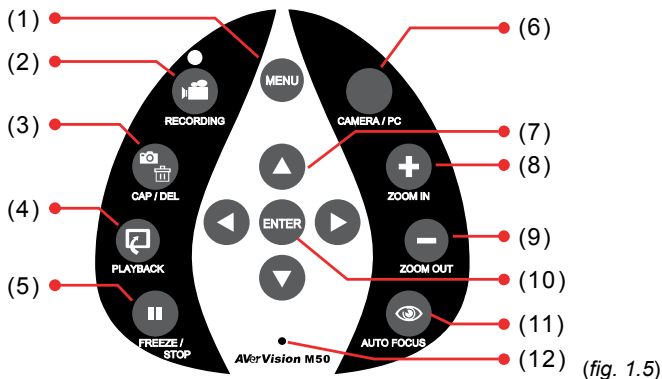 (1)
(2)
(3)
(4)
(5)
MENU
RECORDING
CAP / DEL
PLAYBACK
FREEZE /
STOP
ENTER
CAMERA / PC
ZOOM IN
ZOOM OUT
AUTO FOCUS
AVerVision M50
(6)
(7)
(8)
(9)
(10)
(11)
(12)
(fig. 1.5)